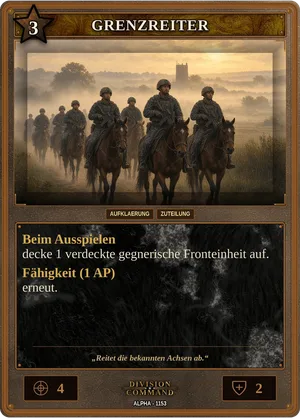 3
GRENZREITER
AUFKLAERUNG ZUTEILUNG
Beim Ausspielen
decke 1 verdeckte gegnerische Fronteinheit auf.
Fähigkeit (1 AP)
erneut.
„Reitet die bekannten Achsen ab.“
4
DIVISION
COMMAND
ALPHA - 1153
2